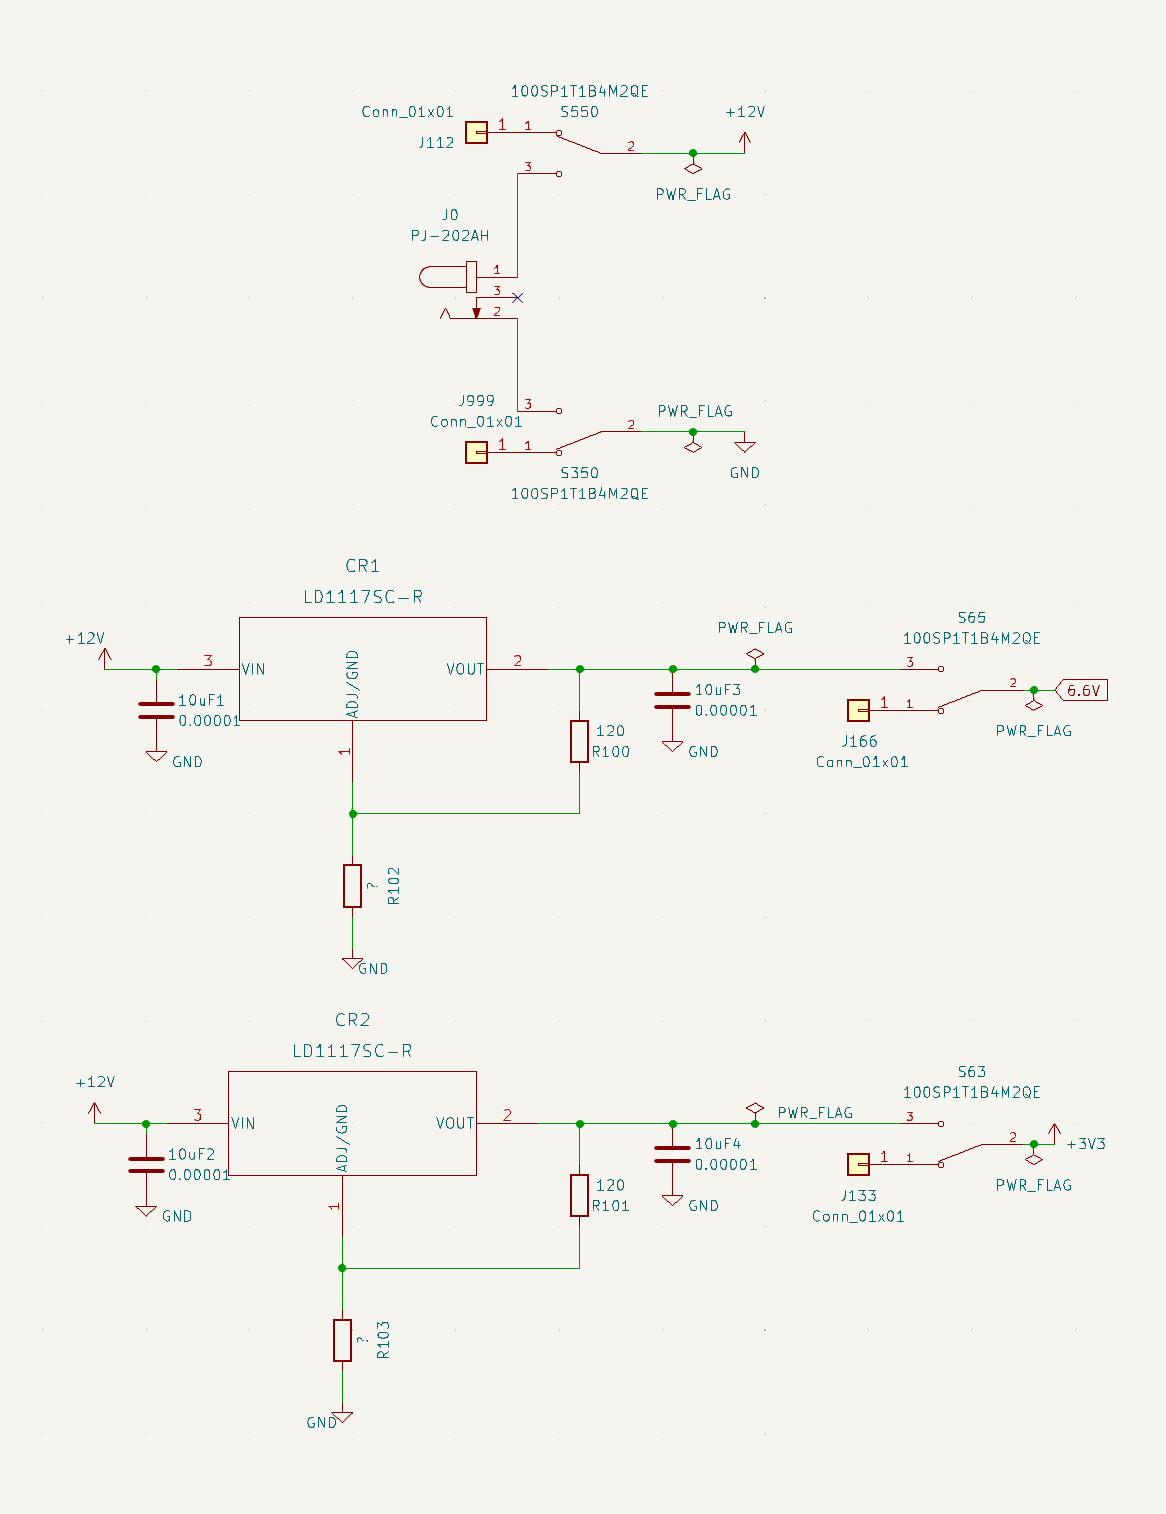 100SP1T1B4M2QE
Conn_01x01
S550
+12V
1
1
J112
2
3
PWR_FLAG
J0
PJ-202AH
1
3
2
J999
3
PWR_FLAG
Conn_01x01
2
1
1
S350
GND
100SP1T1B4M2QE
CR1
LD1117SC-R
S65
PWR_FLAG
+12V
100SP1T1B4M2QE
3
VIN
ADJ/GND
VOUT
2
3
2
6.6V
10uF1
0.00001
10uF3
0.00001
1
1
120
R100
PWR_FLAG
J166
Conn_01x01
GND
1
GND
?
R102
GND
CR2
LD1117SC-R
S63
+12V
100SP1T1B4M2QE
3
VIN
ADJ/GND
VOUT
2
PWR_FLAG
3
2
+3V3
10uF2
0.00001
10uF4
0.00001
1
1
120
R101
PWR_FLAG
J133
Conn_01x01
GND
1
GND
?
R103
GND